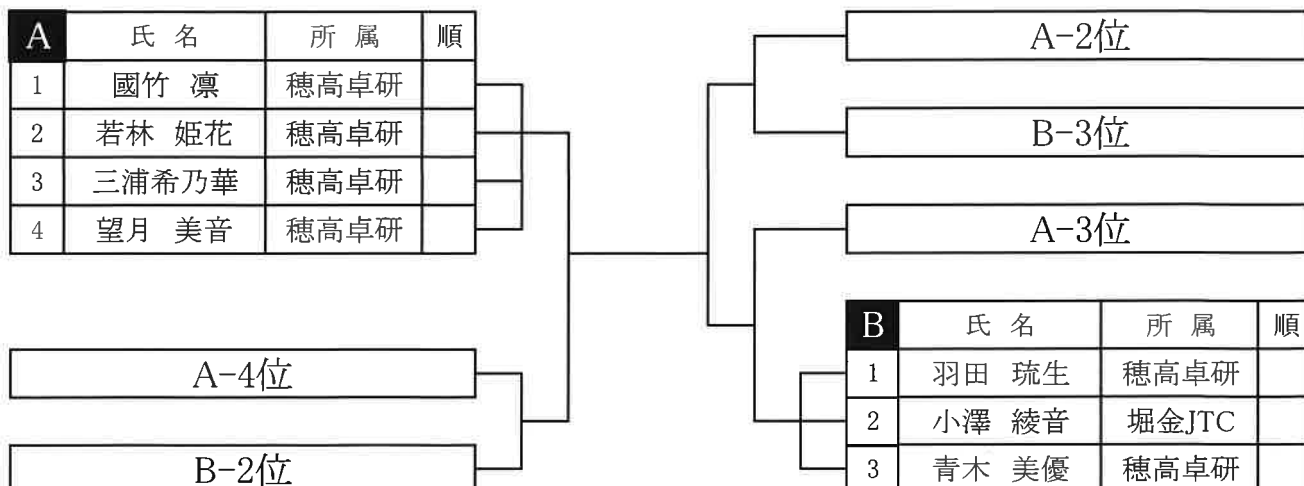 A 氏 名 所 属 順
1 國竹 凛 穂高卓研
2 若林 姫花 穂高卓研
3 三浦希乃華 穂高卓研
4 望月 美音 穂高卓研
A-4位
B-2位
A-2位
B-3位
A-3位
B 氏 名 所 属 順
1 羽田 琉生 穂高卓研
2 小澤 綾音 堀金JTC
3 青木 美優 穂高卓研